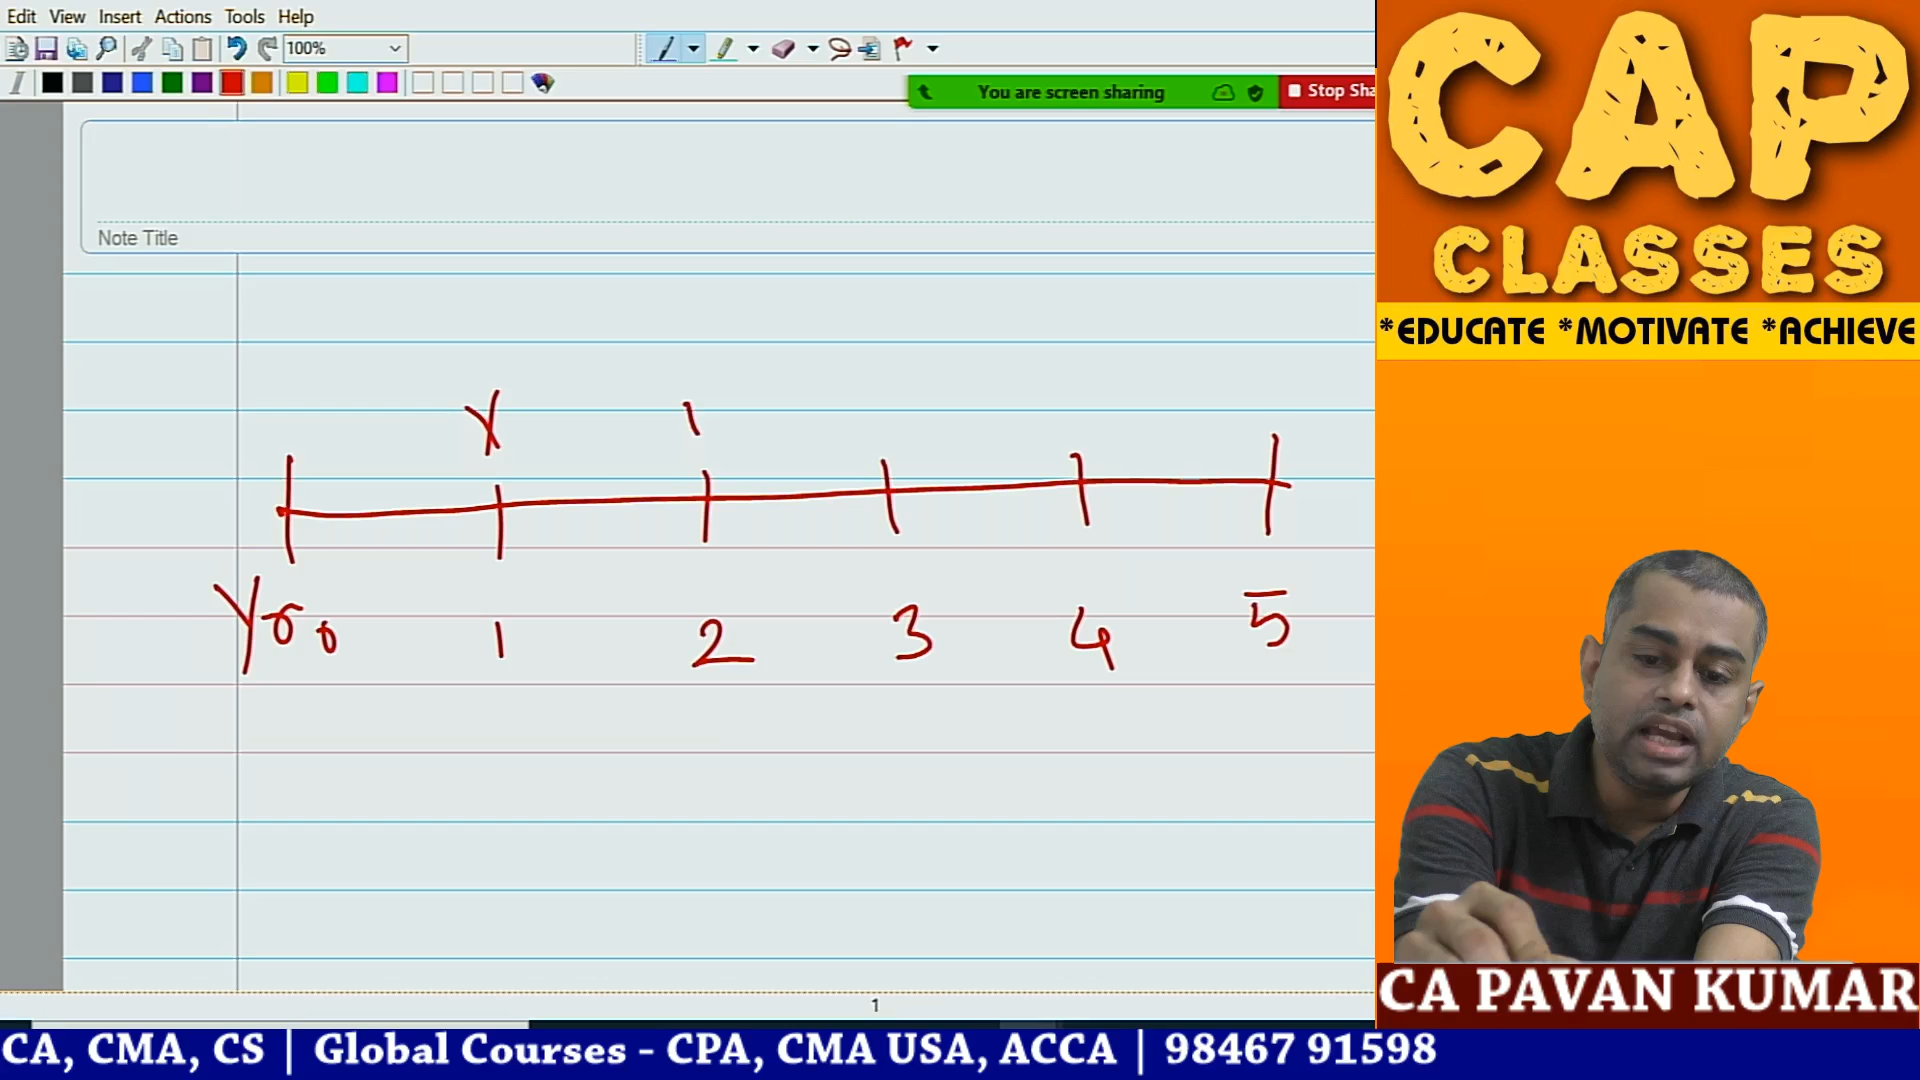 Edit View Insert Actions Tools Help
100%
You are screen sharing
Stop Sha
Note Title
Y
Yr 0 1 2 3 4 5
1
CAP
CLASSES
*EDUCATE *MOTIVATE *ACHIEVE
CA PAVAN KUMAR
CA, CMA, CS | Global Courses - CPA, CMA USA, ACCA | 98467 91598